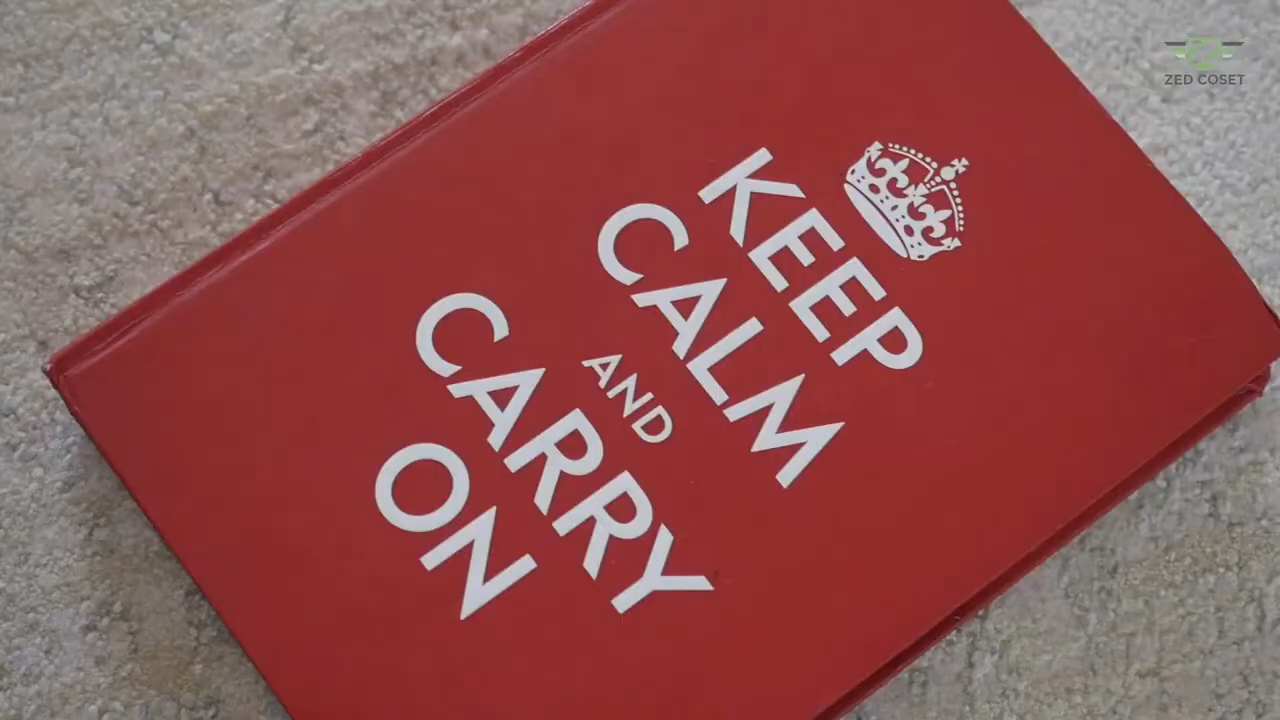 KEEP
CALM
AND
CARRY
ON
ZED COSET